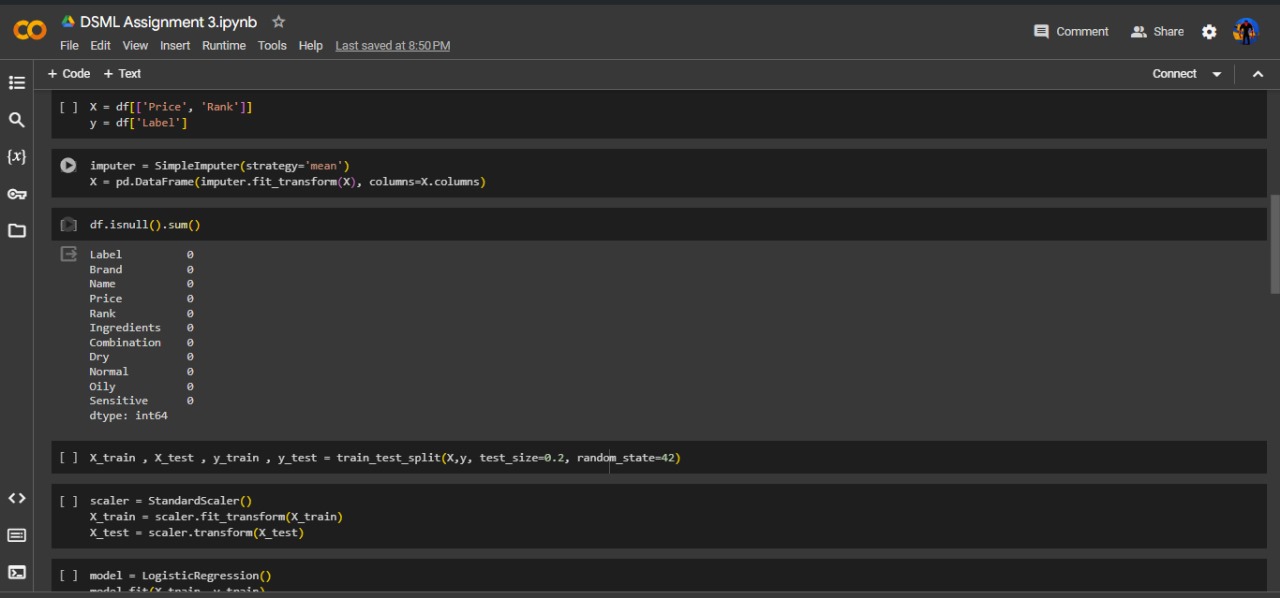 DSML Assignment 3.ipynb
File Edit View Insert Runtime Tools Help Last saved at 8:50 PM
Comment Share
+ Code + Text
Connect
[ ] X = df[['Price', 'Rank']]
y = df['Label']
{x}
imputer = SimpleImputer(strategy='mean')
X = pd.DataFrame(imputer.fit_transform(X), columns=X.columns)
df.isnull().sum()
Label 0
Brand 0
Name 0
Price 0
Rank 0
Ingredients 0
Combination 0
Dry 0
Normal 0
Oily 0
Sensitive 0
dtype: int64
[ ] X_train , X_test , y_train , y_test = train_test_split(X,y, test_size=0.2, random_state=42)
[ ] scaler = StandardScaler()
X_train = scaler.fit_transform(X_train)
X_test = scaler.transform(X_test)
[ ] model = LogisticRegression()
model.fit(X_train, y_train)